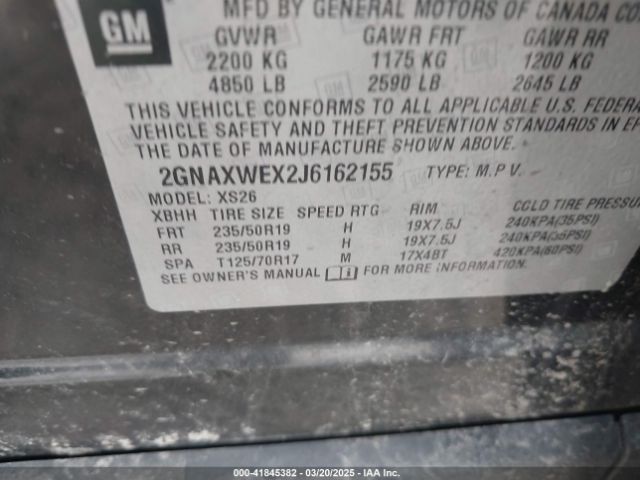 MFD BY GENERAL MOTORS OF CANADA CO
GM
GVWR GAWR FRT GAWR RR
2200 KG 1175 KG 1200 KG
4850 LB 2590 LB 2645 LB
THIS VEHICLE CONFORMS TO ALL APPLICABLE U.S. FEDERA
VEHICLE SAFETY AND THEFT PREVENTION STANDARDS IN EF
THE DATE OF MANUFACTURE SHOWN ABOVE.
2GNAXWEX2J6162155 TYPE: M.P V.
MODEL: XS26
XBHH TIRE SIZE SPEED RTG RIM COLD TIRE PRESSU
FRT 235/50R19 H 19X7.5J 240KPA(35PSI)
RR 235/50R19 H 19X7.5J 240KPA(35PSI)
SPA T125/70R17 M 17X4BT 420KPA(60PSI)
SEE OWNER'S MANUAL FOR MORE INFORMATION.
000-41845382 | 03/20/2025 - IAA Inc.